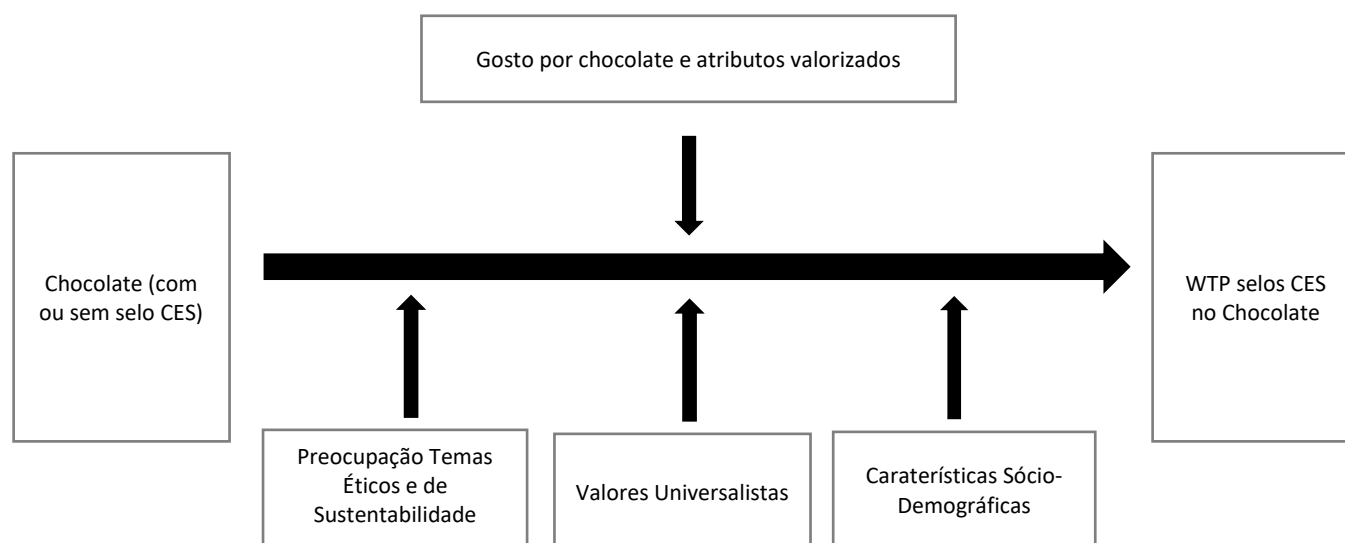 Gosto por chocolate e atributos valorizados
Chocolate (com
ou sem selo CES)
WTP selos CES
no Chocolate
Preocupação Temas
Éticos e de
Sustentabilidade
Valores Universalistas
Caraterísticas Sócio-
Demográficas